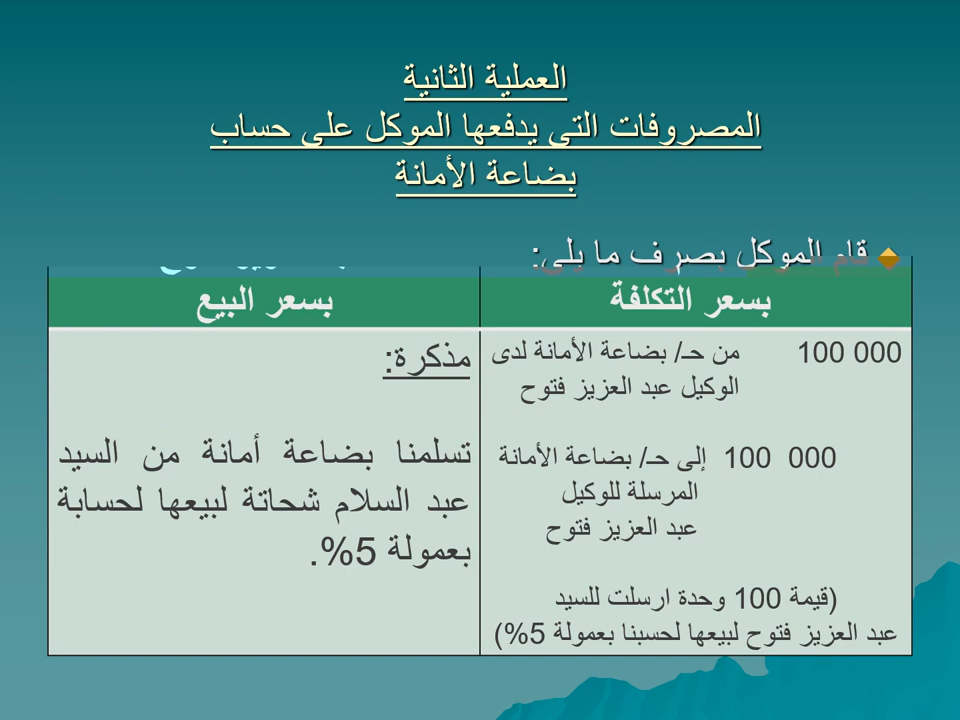 العملية الثانية
المصروفات التي يدفعها الموكل على حساب
بضاعة الأمانة
قام الموكل بصرف ما يلي:
بسعر التكلفة
بسعر البيع
100 000 من حـ/ بضاعة الأمانة لدى
الوكيل عبد العزيز فتوح
100 000 إلى حـ/ بضاعة الأمانة
المرسلة للوكيل
عبد العزيز فتوح
(قيمة 100 وحدة ارسلت للسيد
عبد العزيز فتوح لبيعها لحسبنا بعمولة 5%)
مذكرة:
تسلمنا بضاعة أمانة من السيد
عبد السلام شحاتة لبيعها لحسابة
بعمولة 5%.